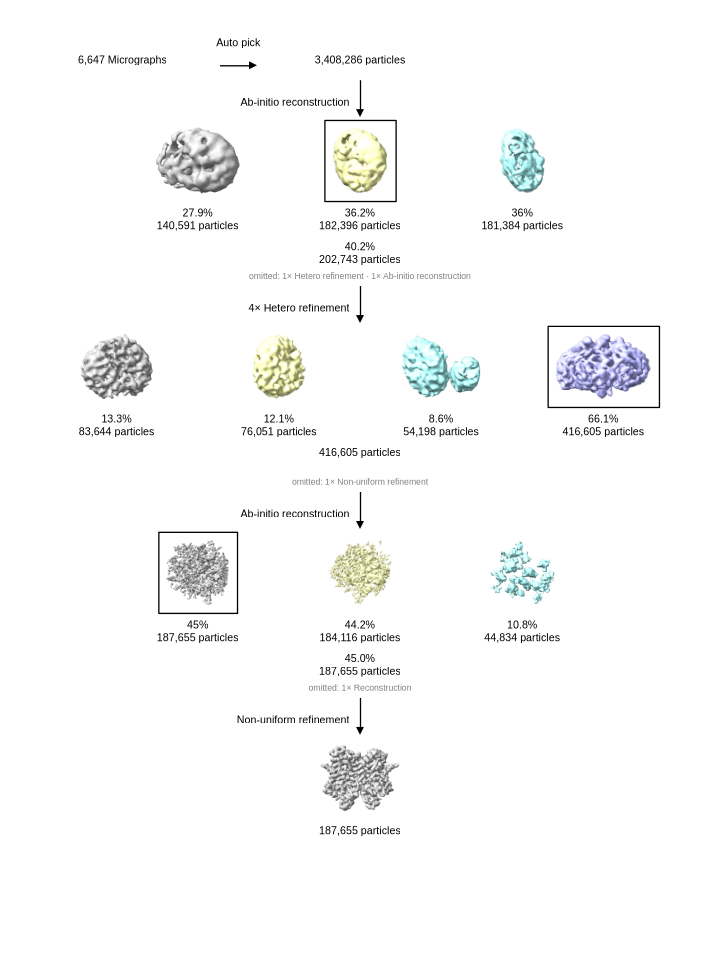 Auto pick
6,647 Micrographs
3,408,286 particles
Ab-initio reconstruction
27.9%
140,591 particles
36.2%
182,396 particles
36%
181,384 particles
40.2%
202,743 particles
omitted: 1× Hetero refinement · 1× Ab-initio reconstruction
4× Hetero refinement
13.3%
83,644 particles
12.1%
76,051 particles
8.6%
54,198 particles
66.1%
416,605 particles
416,605 particles
omitted: 1× Non-uniform refinement
Ab-initio reconstruction
45%
187,655 particles
44.2%
184,116 particles
10.8%
44,834 particles
45.0%
187,655 particles
omitted: 1× Reconstruction
Non-uniform refinement
187,655 particles